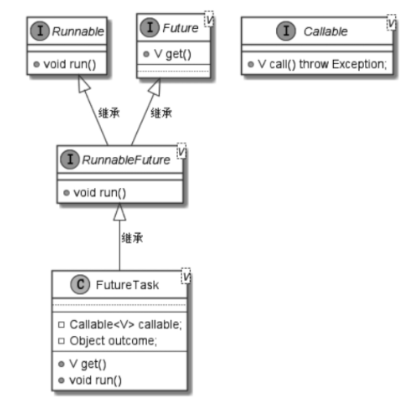 I Runnable
void run()
I Future V
V get()
I Callable V
V call() throw Exception;
继承
继承
I RunnableFuture V
void run()
继承
C FutureTask V
Callable<V> callable;
Object outcome;
V get()
void run()